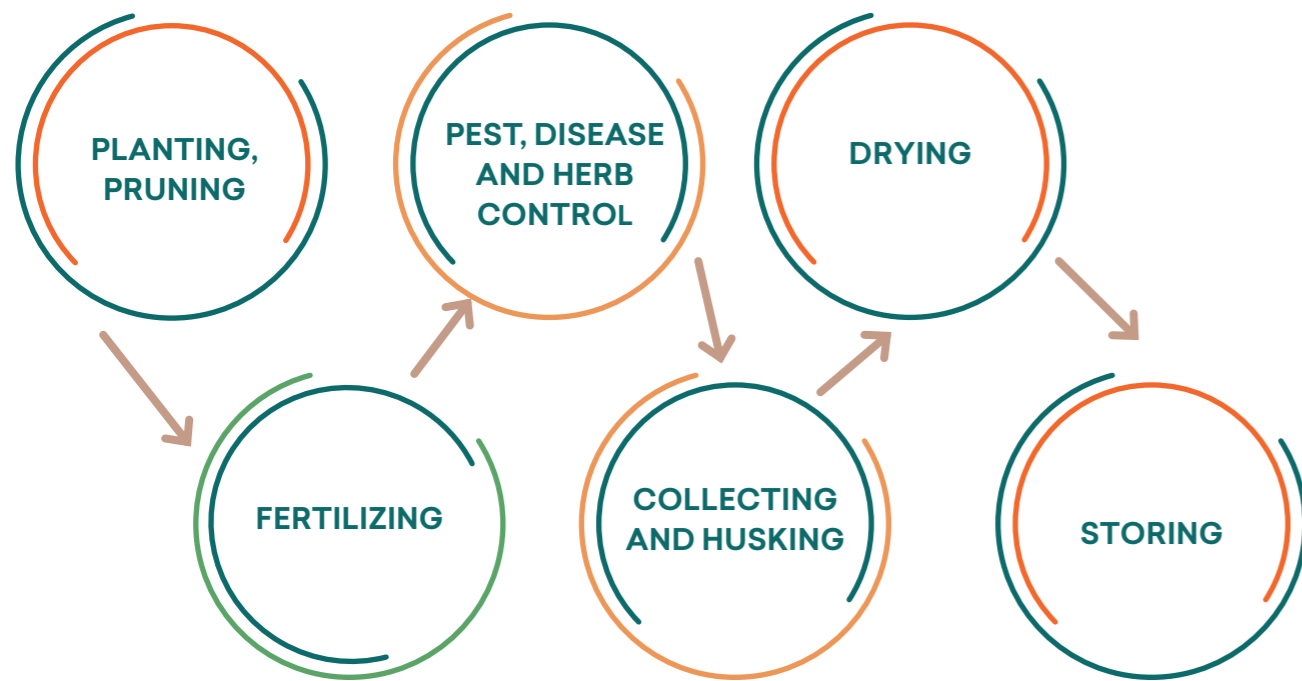 PLANTING,
PRUNING
FERTILIZING
PEST, DISEASE
AND HERB
CONTROL
COLLECTING
AND HUSKING
DRYING
STORING